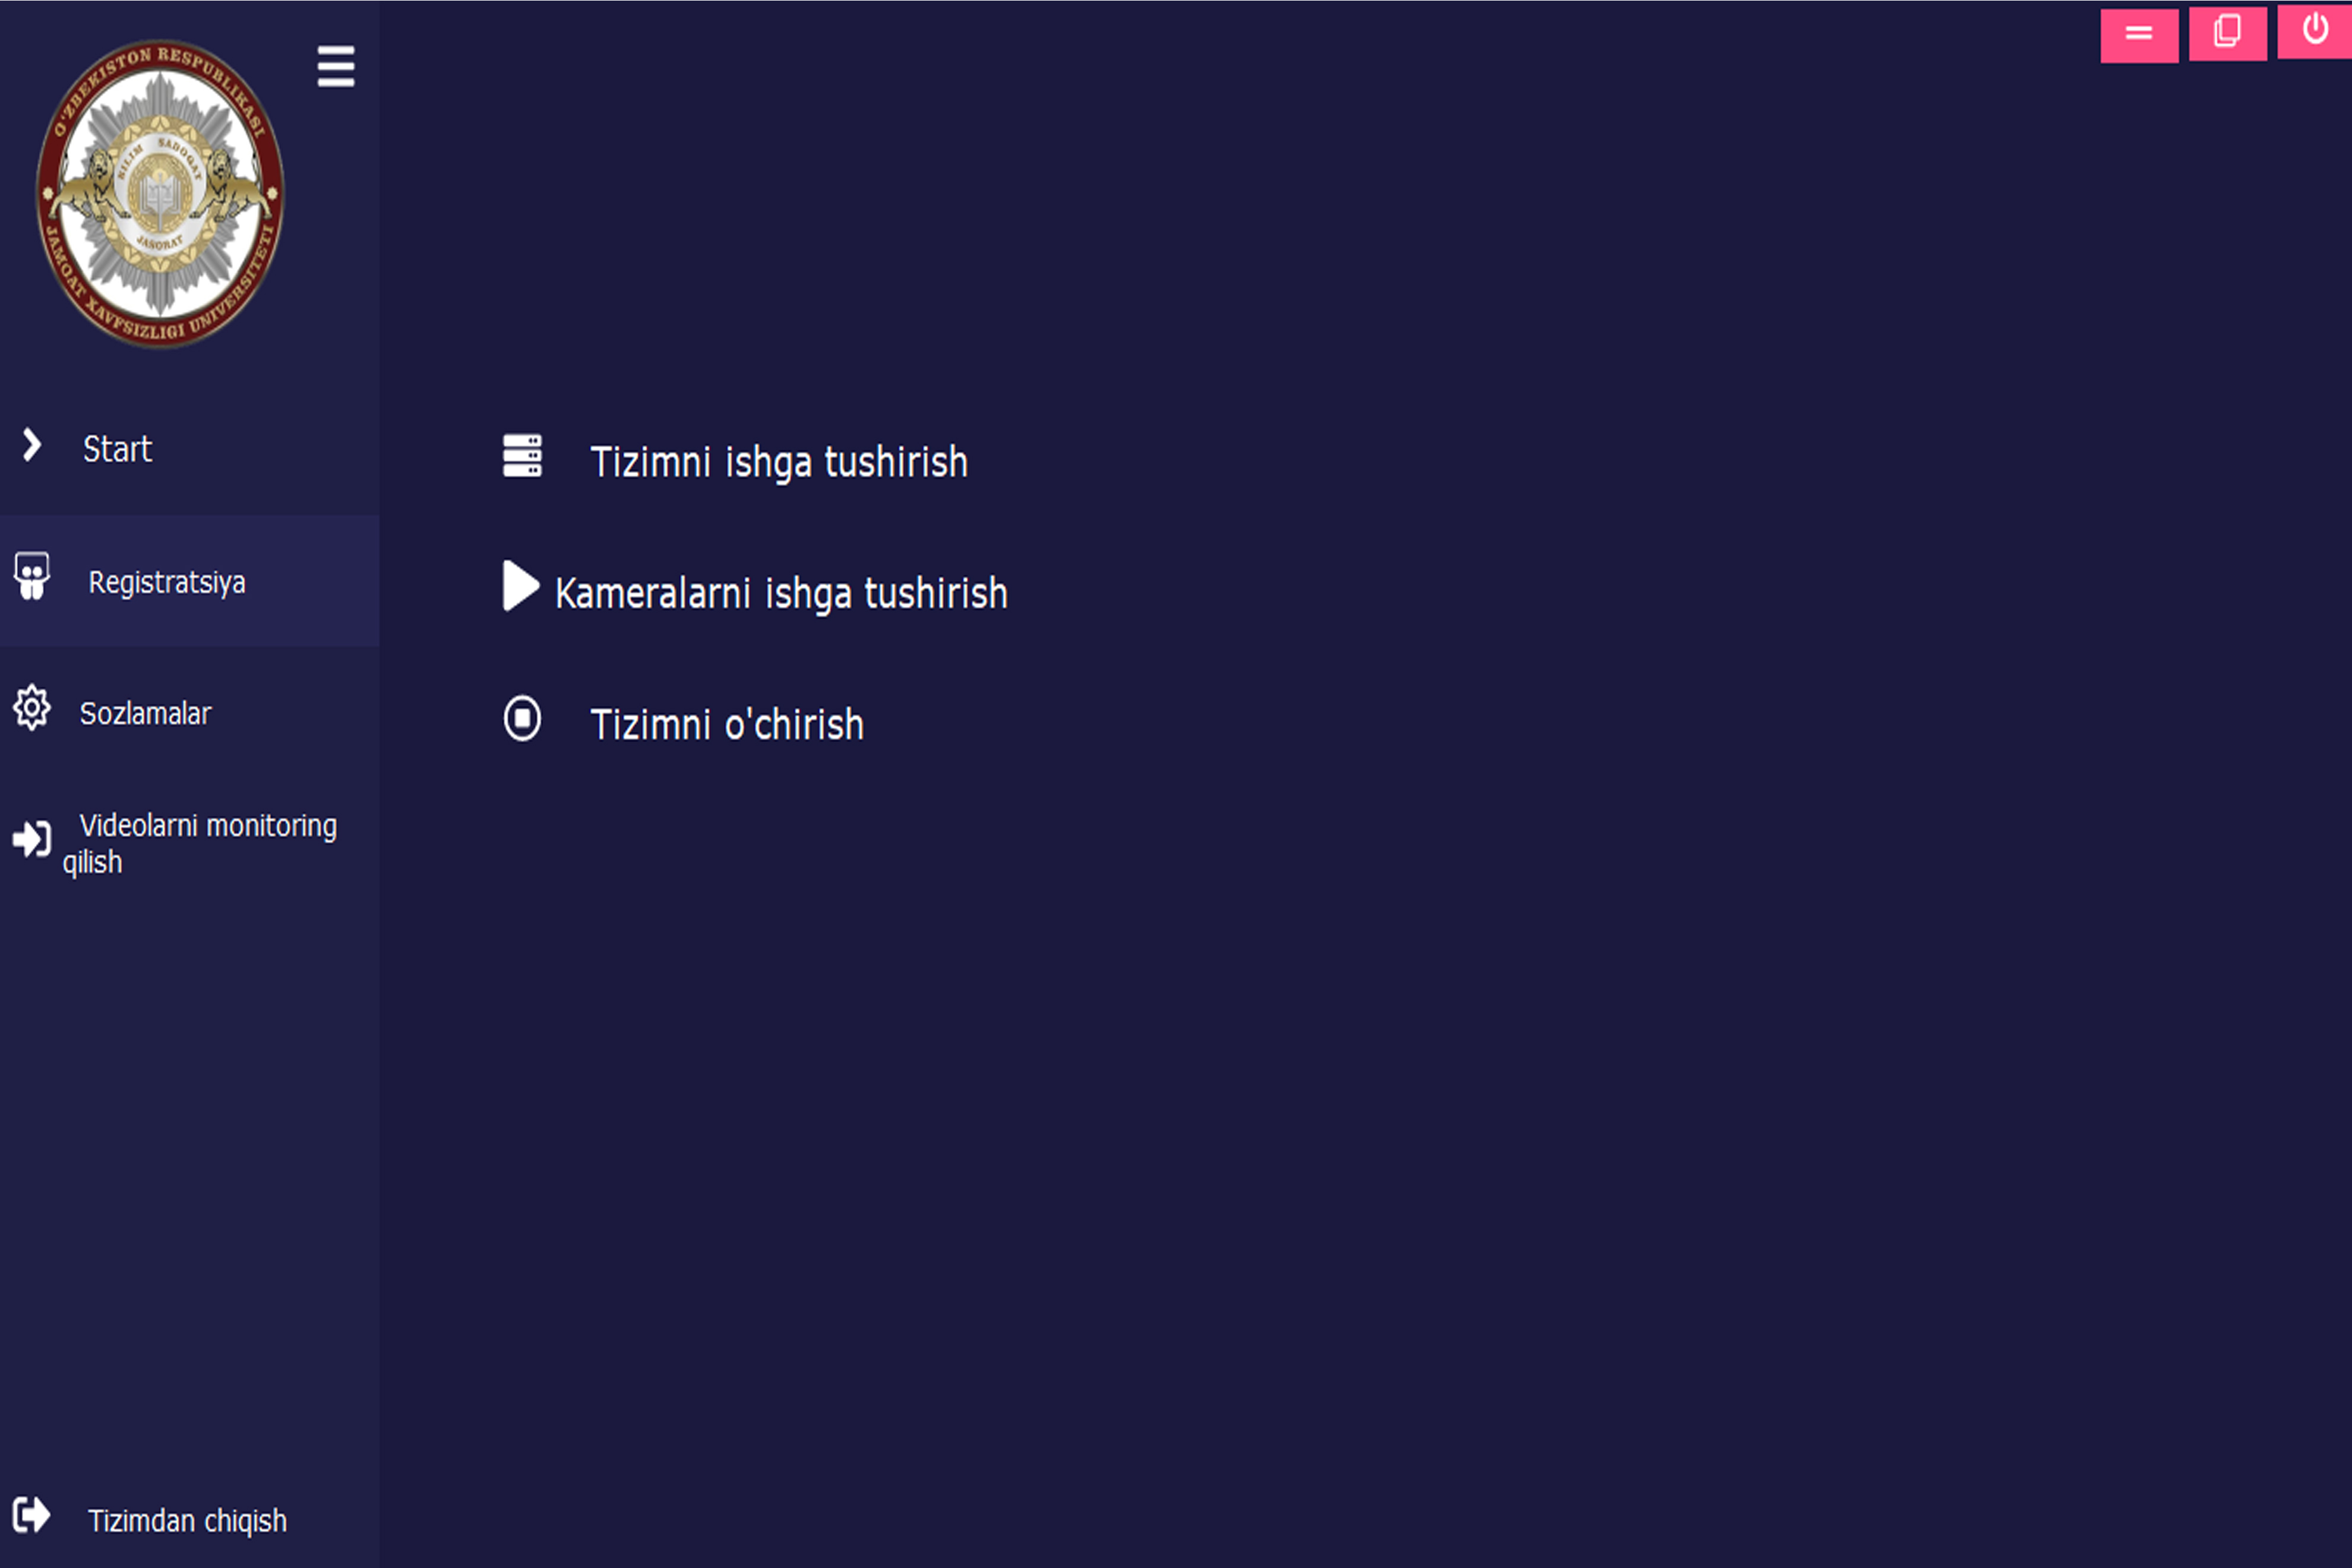 O'ZBEKISTON RESPUBLIKASI
BILIM SADOQAT
JASORAT
JAMOAT XAVFSIZLIGI UNIVERSITETI
Start
Registratsiya
Sozlamalar
Videolarni monitoring
qilish
Tizimdan chiqish
Tizimni ishga tushirish
Kameralarni ishga tushirish
Tizimni o'chirish